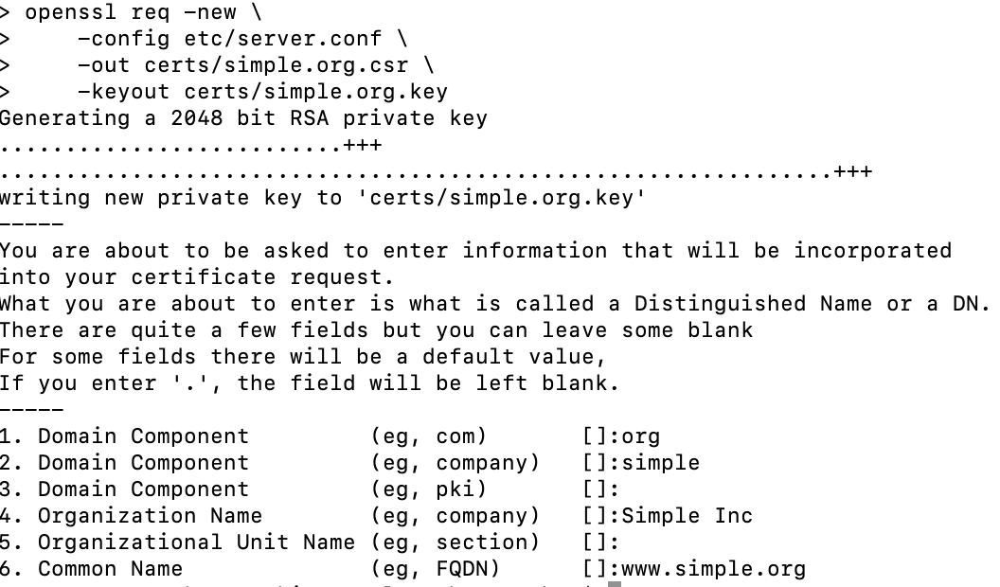 > openssl req -new \
>     -config etc/server.conf \
>     -out certs/simple.org.csr \
>     -keyout certs/simple.org.key
Generating a 2048 bit RSA private key
..........................+++
...............................................................+++
writing new private key to 'certs/simple.org.key'
-----
You are about to be asked to enter information that will be incorporated
into your certificate request.
What you are about to enter is what is called a Distinguished Name or a DN.
There are quite a few fields but you can leave some blank
For some fields there will be a default value,
If you enter '.', the field will be left blank.
-----
1. Domain Component         (eg, com)       []:org
2. Domain Component         (eg, company)   []:simple
3. Domain Component         (eg, pki)       []:
4. Organization Name        (eg, company)   []:Simple Inc
5. Organizational Unit Name (eg, section)   []:
6. Common Name              (eg, FQDN)      []:www.simple.org